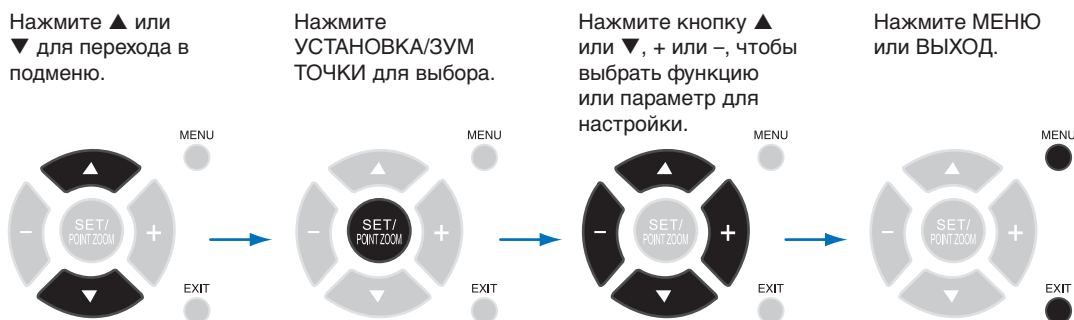 Нажмите ▲ или
▼ для перехода в
подменю.
MENU
–
SET/
POINT ZOOM
+
EXIT
Нажмите
УСТАНОВКА/ЗУМ
ТОЧКИ для выбора.
MENU
–
SET/
POINT ZOOM
+
EXIT
Нажмите кнопку ▲
или ▼, + или –, чтобы
выбрать функцию
или параметр для
настройки.
MENU
–
SET/
POINT ZOOM
+
EXIT
Нажмите МЕНЮ
или ВЫХОД.
MENU
–
SET/
POINT ZOOM
+
EXIT